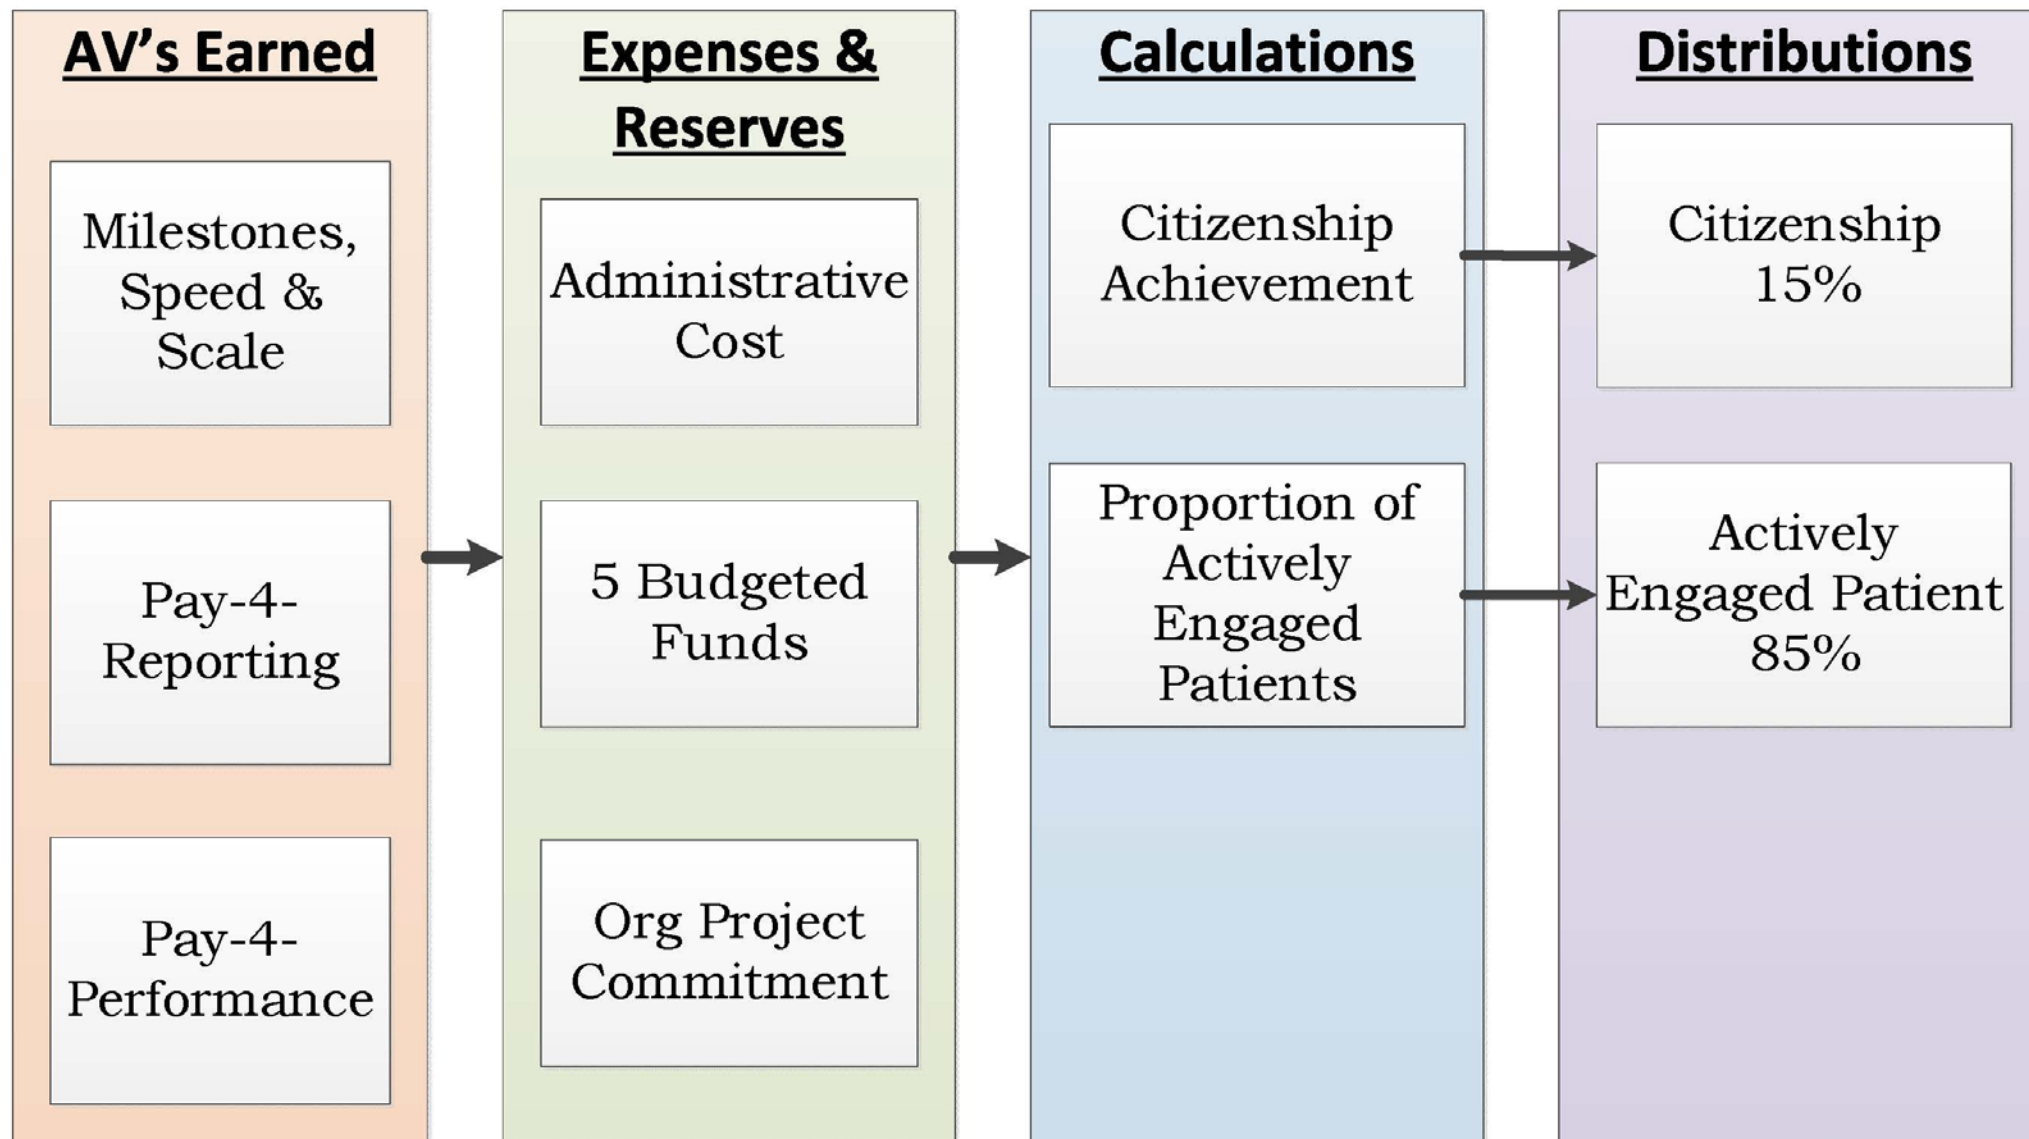 AV's Earned
Milestones,
Speed &
Scale
Pay-4-
Reporting
Pay-4-
Performance
Expenses &
Reserves
Administrative
Cost
5 Budgeted
Funds
Org Project
Commitment
Calculations
Citizenship
Achievement
Proportion of
Actively
Engaged
Patients
Distributions
Citizenship
15%
Actively
Engaged Patient
85%